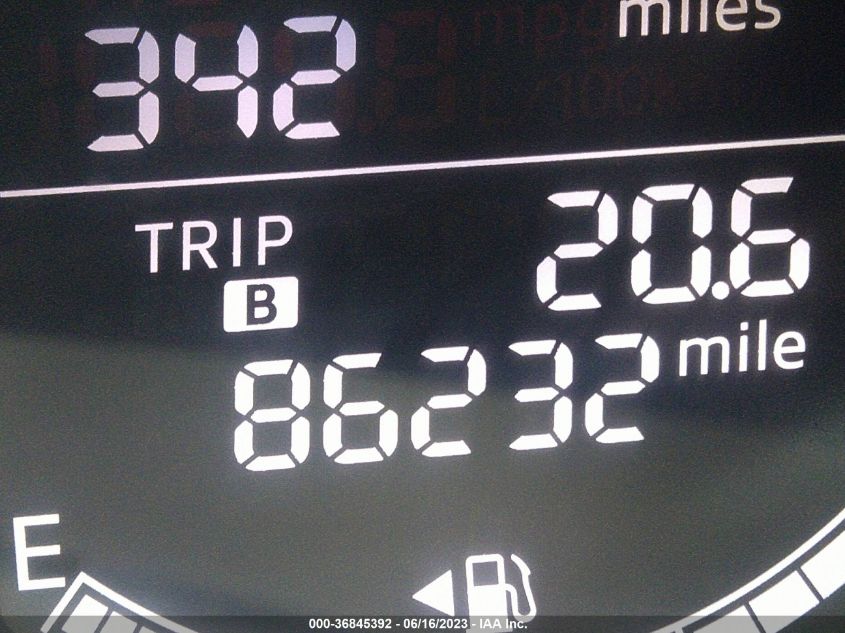 342 miles
TRIP 20.6
B
86232 mile
E
000-36845392 - 06/16/2023 - IAA Inc.